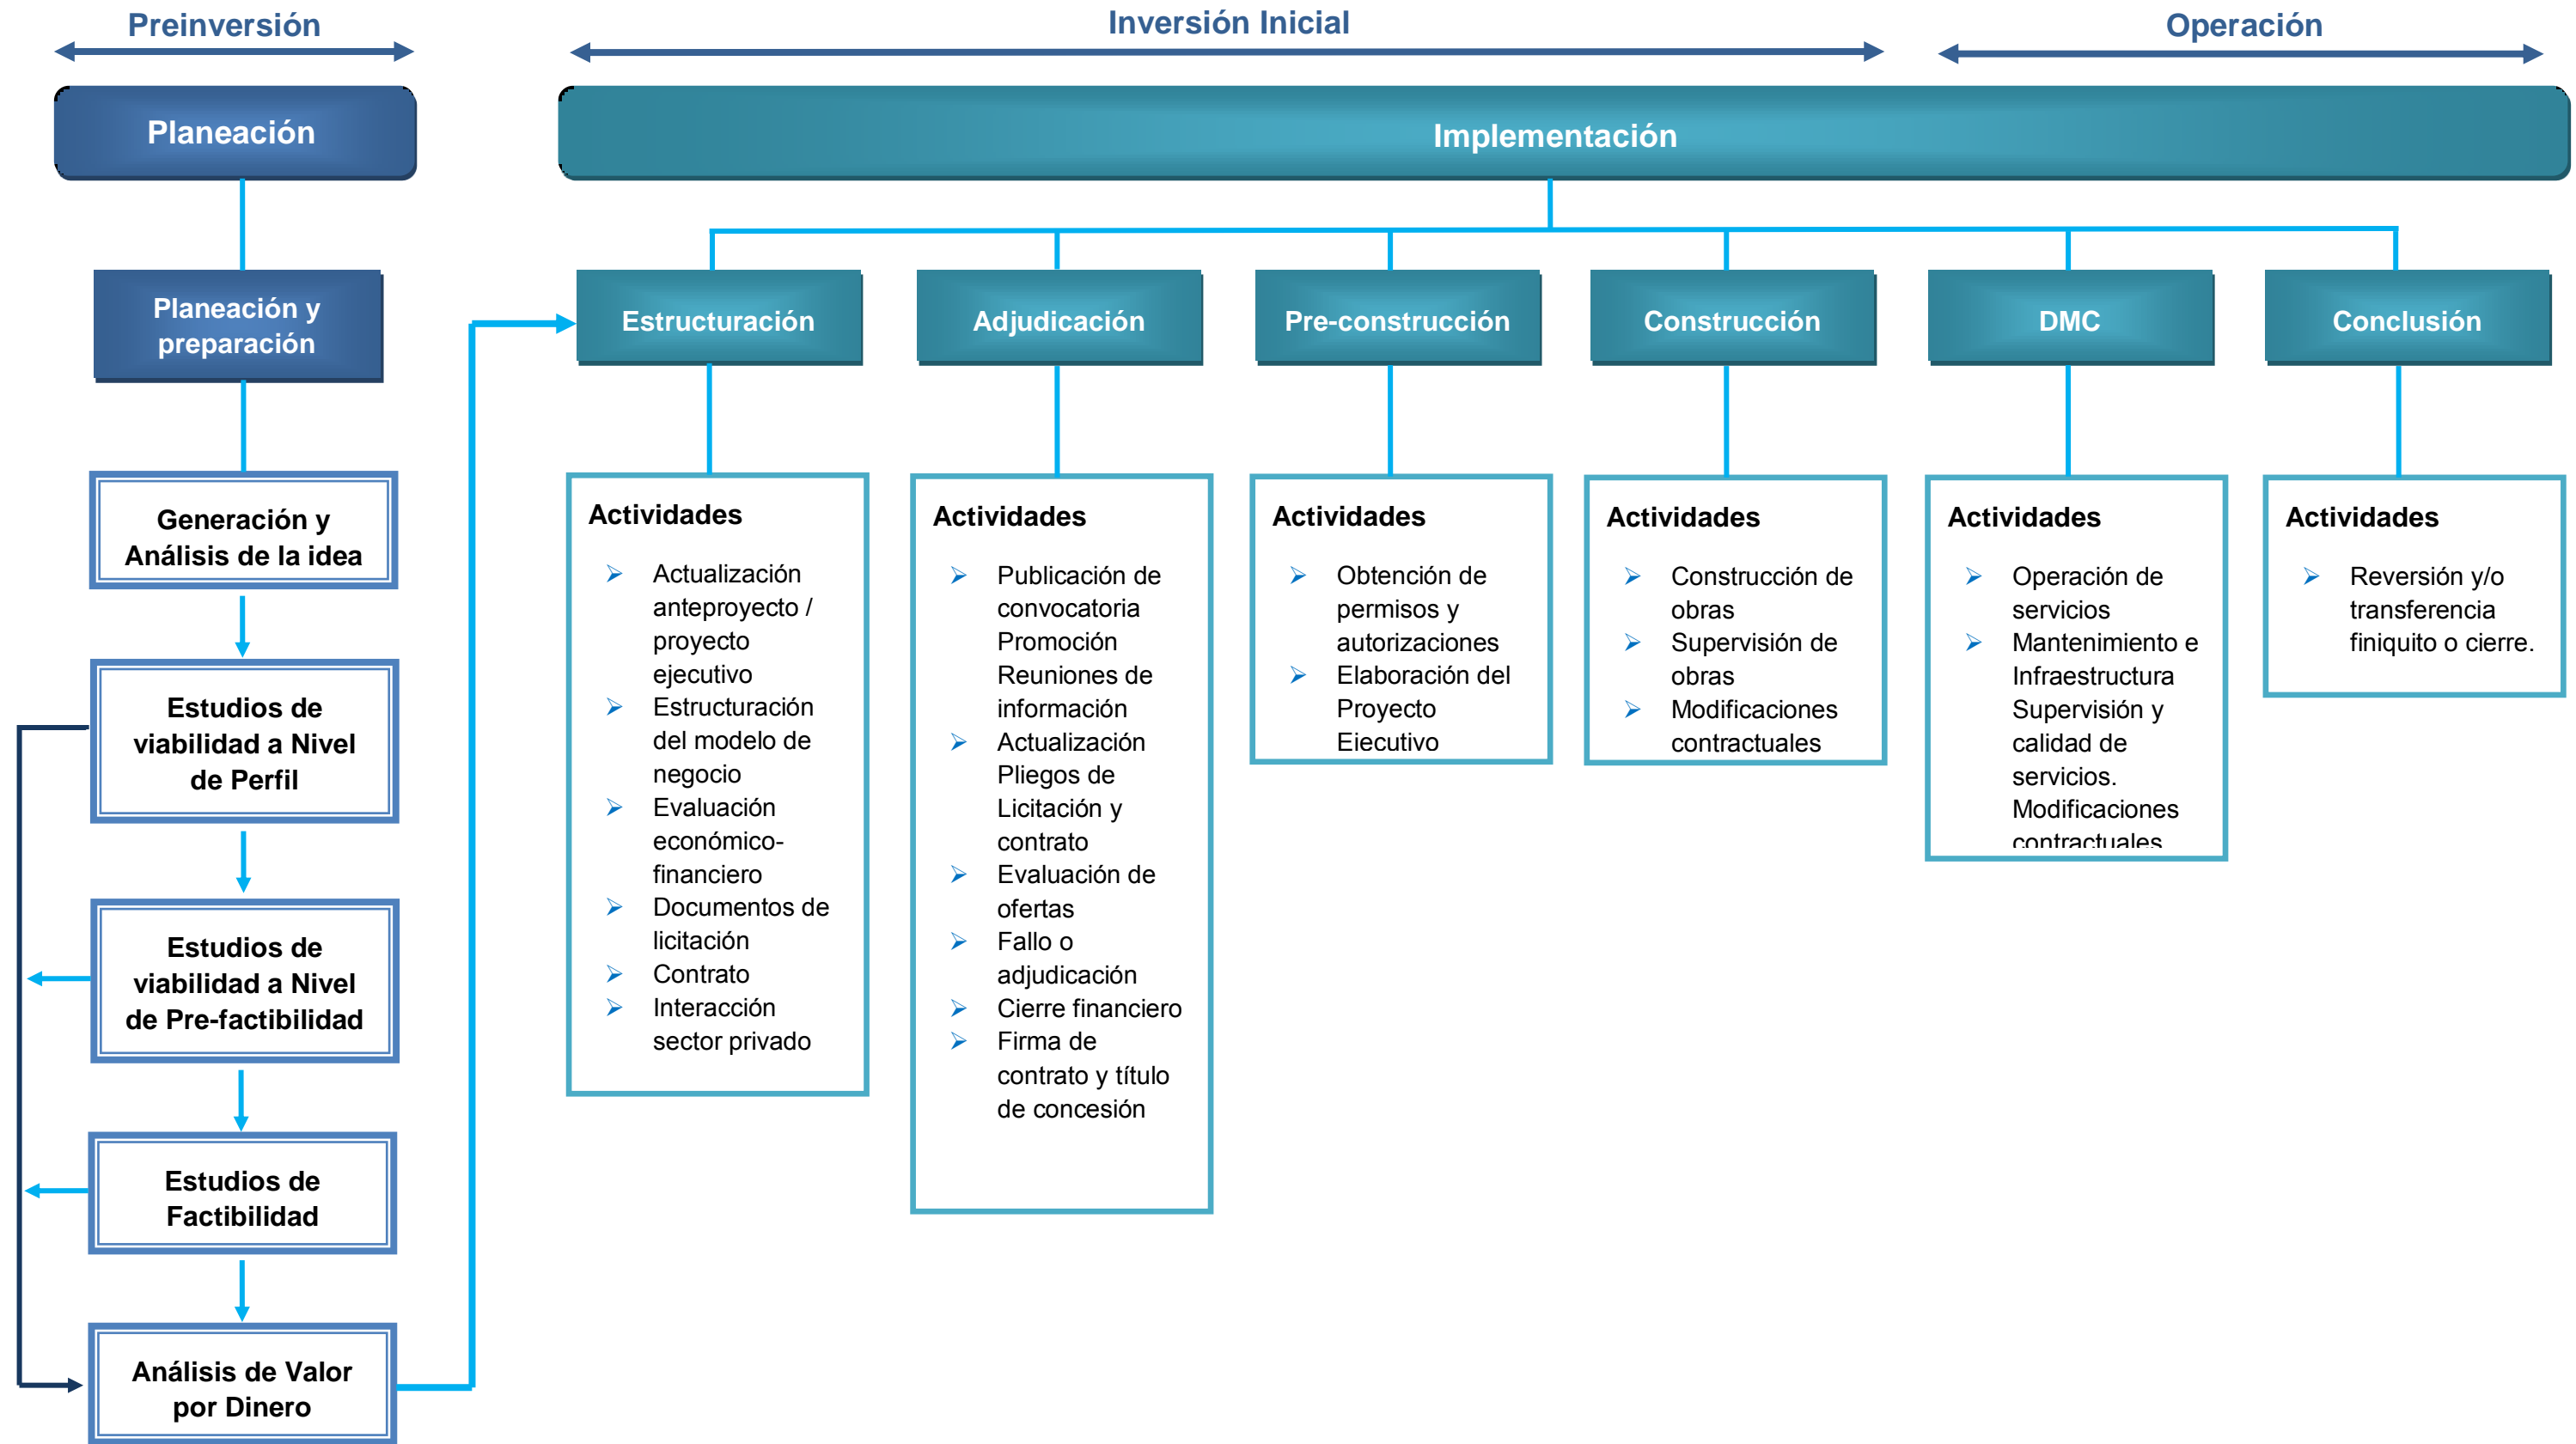 Preinversión
Inversión Inicial
Operación
Planeación
Implementación
Planeación y
preparación
Generación y
Análisis de la idea
Estudios de
viabilidad a Nivel
de Perfil
Estudios de
viabilidad a Nivel
de Pre-factibilidad
Estudios de
Factibilidad
Análisis de Valor
por Dinero
Estructuración
Actividades
Actualización
anteproyecto /
proyecto
ejecutivo
Estructuración
del modelo de
negocio
Evaluación
económico-
financiero
Documentos de
licitación
Contrato
Interacción
sector privado
Adjudicación
Actividades
Publicación de
convocatoria
Promoción
Reuniones de
información
Actualización
Pliegos de
Licitación y
contrato
Evaluación de
ofertas
Fallo o
adjudicación
Cierre financiero
Firma de
contrato y título
de concesión
Pre-construcción
Actividades
Obtención de
permisos y
autorizaciones
Elaboración del
Proyecto
Ejecutivo
Construcción
Actividades
Construcción de
obras
Supervisión de
obras
Modificaciones
contractuales
DMC
Actividades
Operación de
servicios
Mantenimiento e
Infraestructura
Supervisión y
calidad de
servicios.
Modificaciones
contractuales
Conclusión
Actividades
Reversión y/o
transferencia
finiquito o cierre.